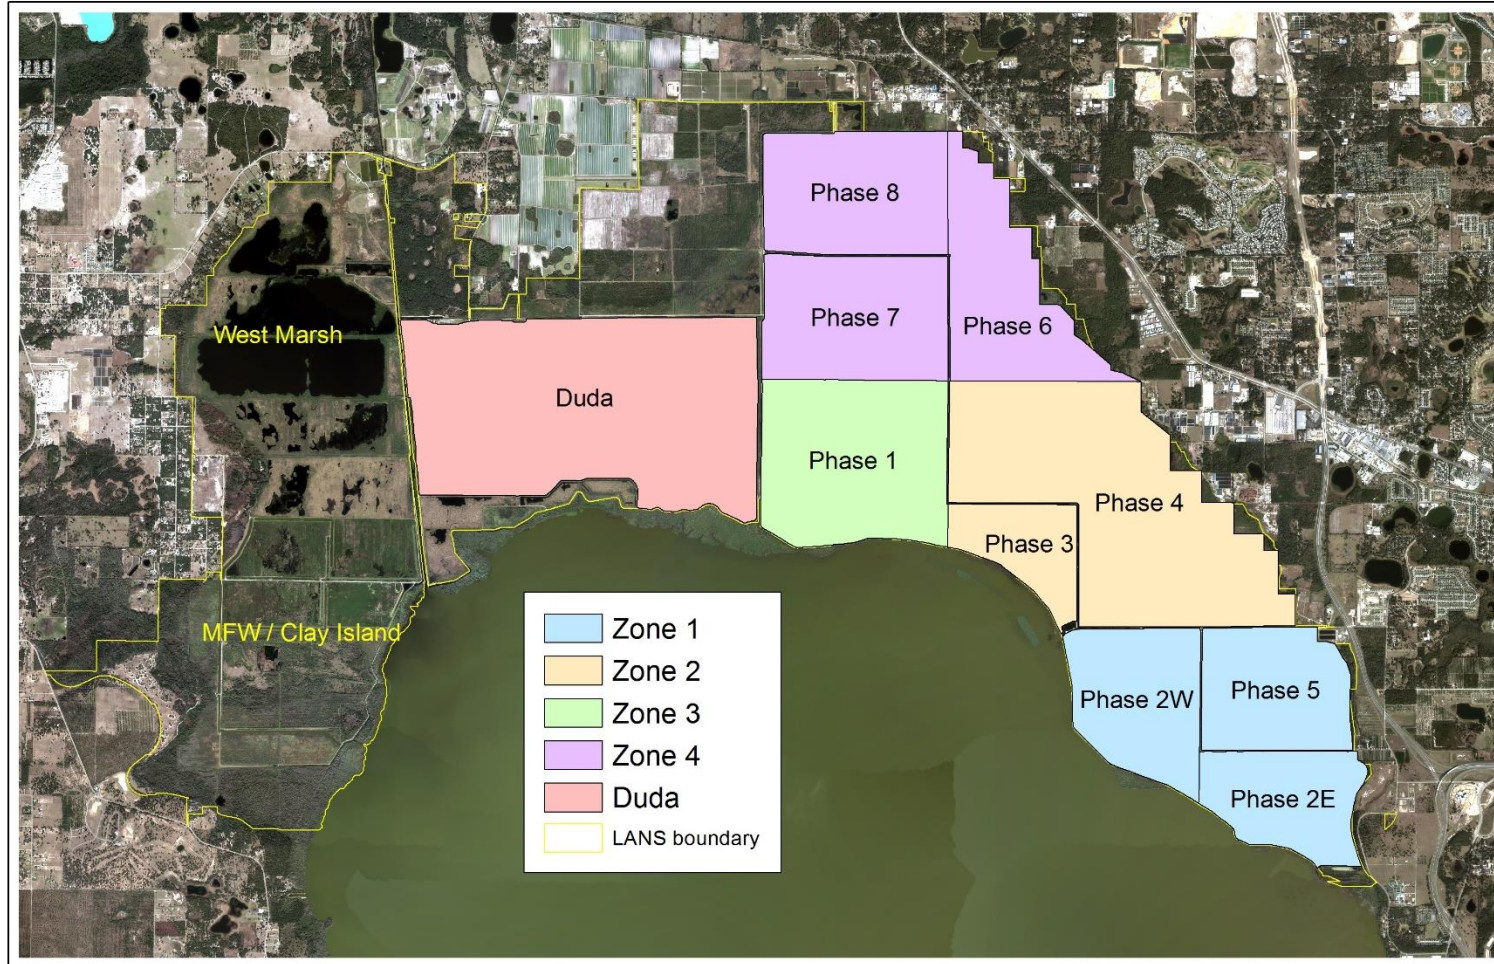 Phase 8
Phase 7
Phase 6
West Marsh
Duda
Phase 1
Phase 4
Phase 3
MFW / Clay Island
Phase 2W
Phase 5
Phase 2E
Zone 1
Zone 2
Zone 3
Zone 4
Duda
LANS boundary